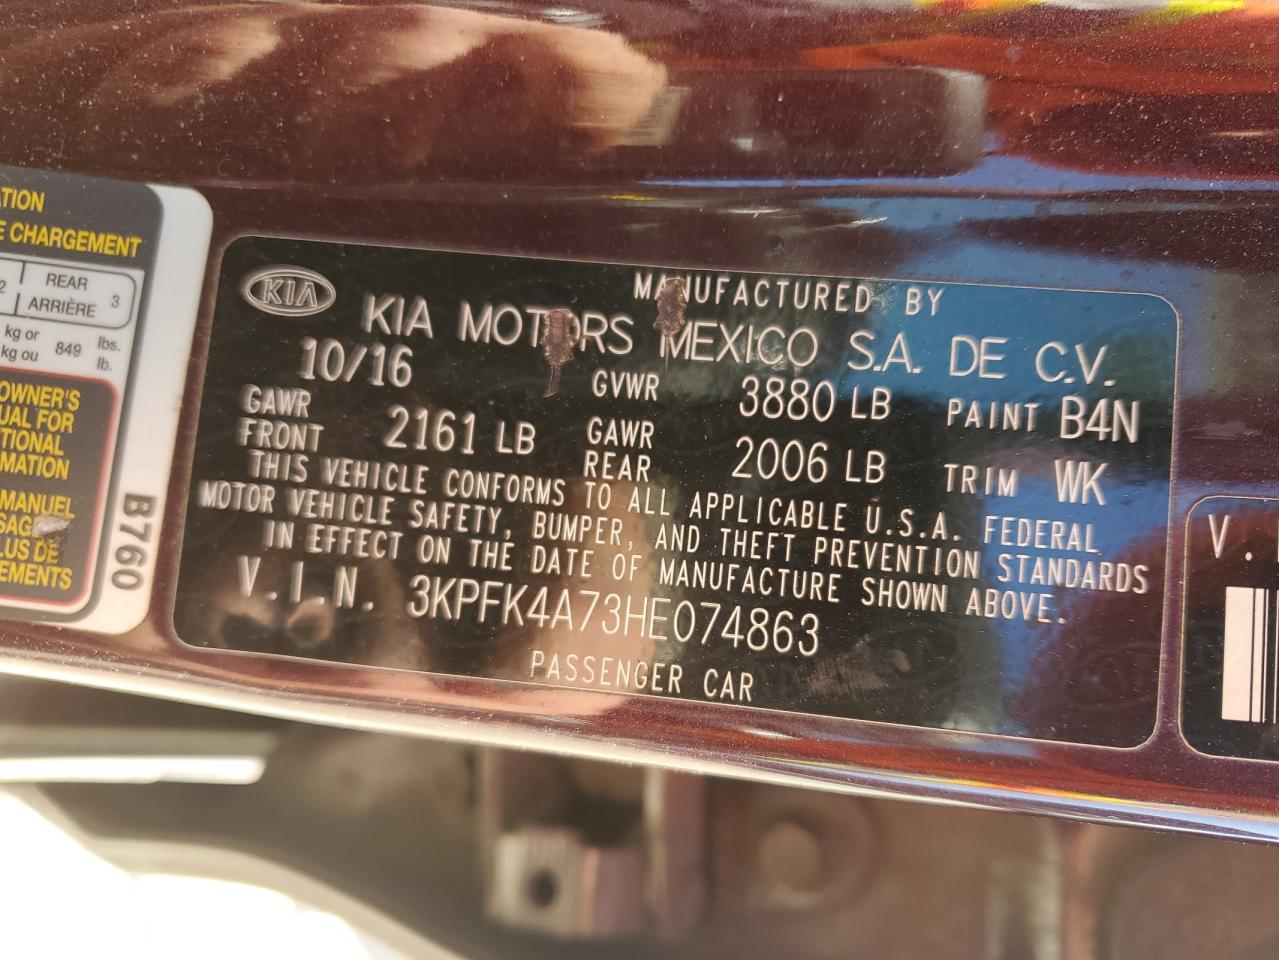 ATION
E CHARGEMENT
2 REAR 3
ARRIÈRE
kg or 849 lbs.
kg ou lb.
OWNER'S
UAL FOR
TIONAL
MATION
MANUEL
SAG
LUS DE
EMENTS
B760
KIA
MANUFACTURED BY
KIA MOTORS MEXICO S.A. DE C.V.
10/16 GVWR 3880 LB PAINT B4N
GAWR FRONT 2161 LB GAWR REAR 2006 LB TRIM WK
THIS VEHICLE CONFORMS TO ALL APPLICABLE U.S.A. FEDERAL
MOTOR VEHICLE SAFETY, BUMPER, AND THEFT PREVENTION STANDARDS
IN EFFECT ON THE DATE OF MANUFACTURE SHOWN ABOVE.
V.I.N. 3KPFK4A73HE074863
PASSENGER CAR
V.